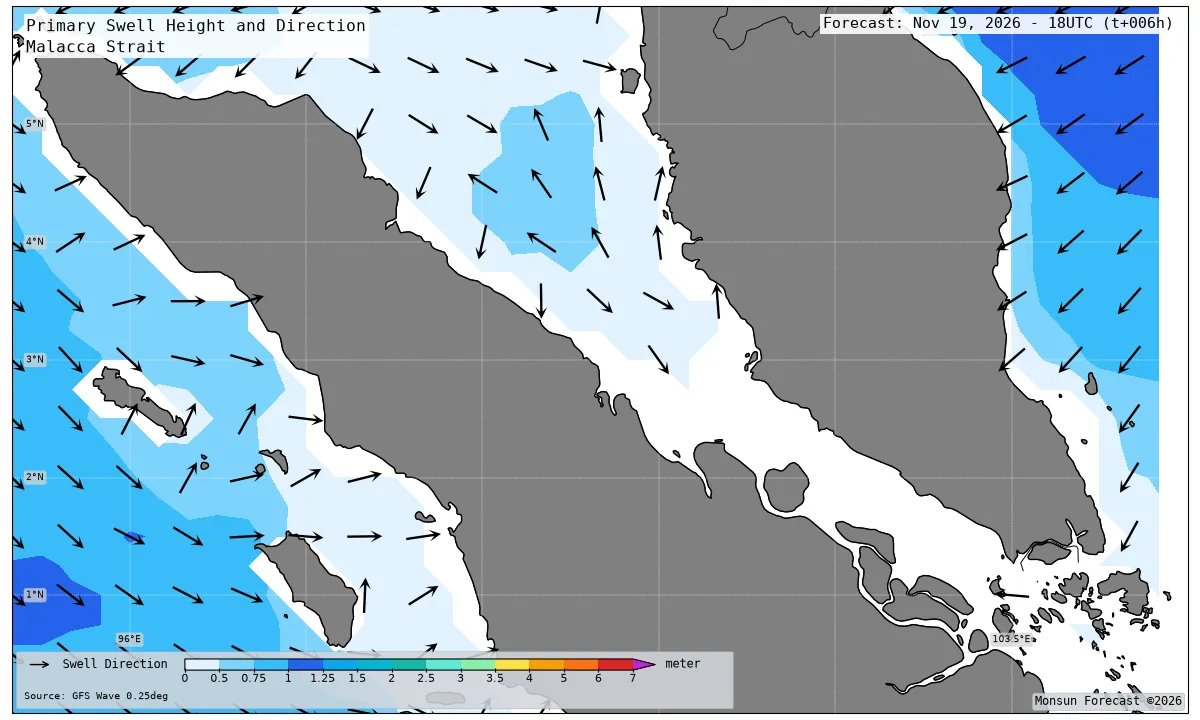 Primary Swell Height and Direction
Malacca Strait
Forecast: Nov 19, 2026 - 18UTC (t+006h)
5°N
4°N
3°N
2°N
1°N
96°E
103.5°E
Swell Direction
meter
0 0.5 0.75 1 1.25 1.5 2 2.5 3 3.5 4 5 6 7
Source: GFS Wave 0.25deg
Monsun Forecast ©2026